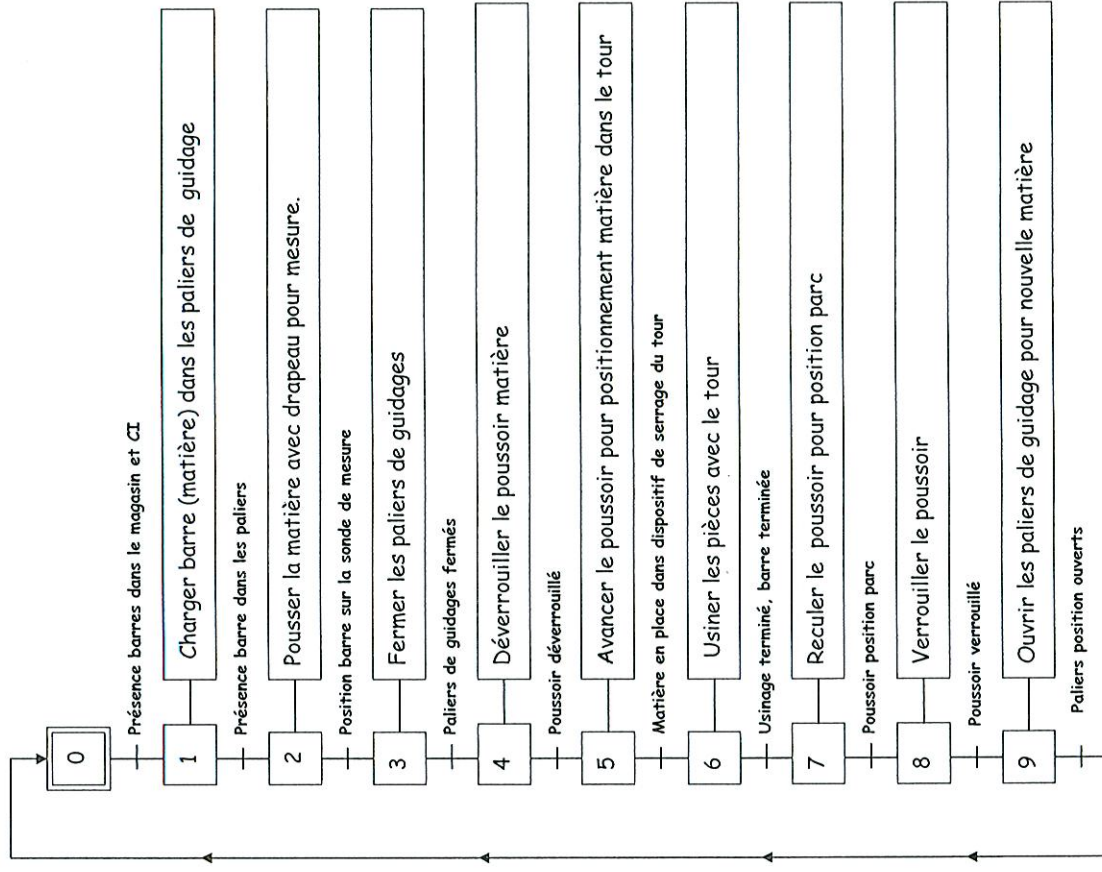 0
Présence barres dans le magasin et CI
1
Charger barre (matière) dans les paliers de guidage
Présence barre dans les paliers
2
Pousser la matière avec drapeau pour mesure.
Position barre sur la sonde de mesure
3
Fermer les paliers de guidages
Paliers de guidages fermés
4
Déverrouiller le poussoir matière
Poussoir déverrouillé
5
Avancer le poussoir pour positionnement matière dans le tour
Matière en place dans dispositif de serrage du tour
6
Usiner les pièces avec le tour
Usinage terminé, barre terminée
7
Reculer le poussoir pour position parc
Poussoir position parc
8
Verrouiller le poussoir
Poussoir verrouillé
9
Ouvrir les paliers de guidage pour nouvelle matière
Paliers position ouverts